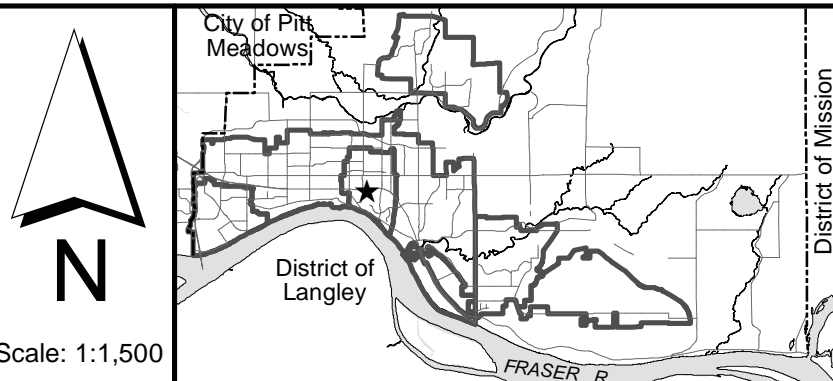 City of Pitt
Meadows
District of Mission
District of
Langley
N
Scale: 1:1,500
FRASER R